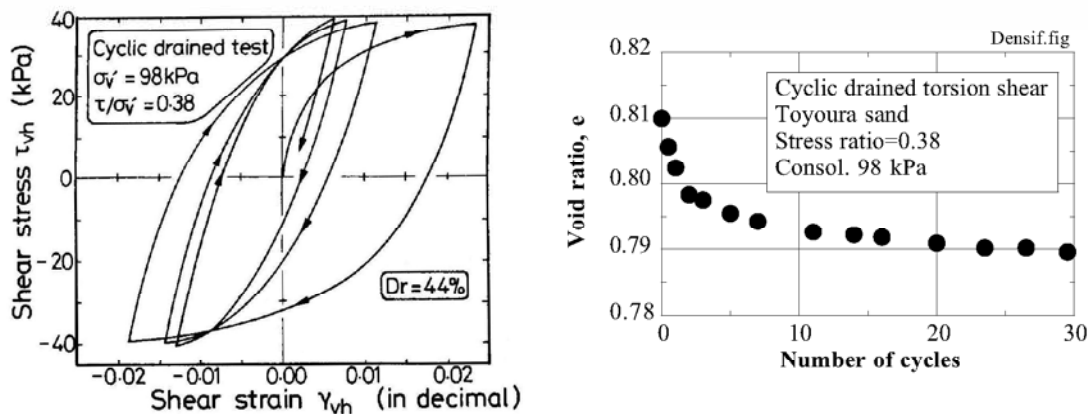 40
20
0
-20
-40
Shear stress τvh (kPa)
Cyclic drained test
σv′ = 98kPa
τ/σv′ = 0.38
Dr=44%
-0.02
-0.01
0.00
0.01
0.02
Shear strain γvh (in decimal)
Densif.fig
0.82
0.81
0.80
0.79
0.78
Void ratio, e
Cyclic drained torsion shear
Toyoura sand
Stress ratio=0.38
Consol. 98 kPa
0
10
20
30
Number of cycles